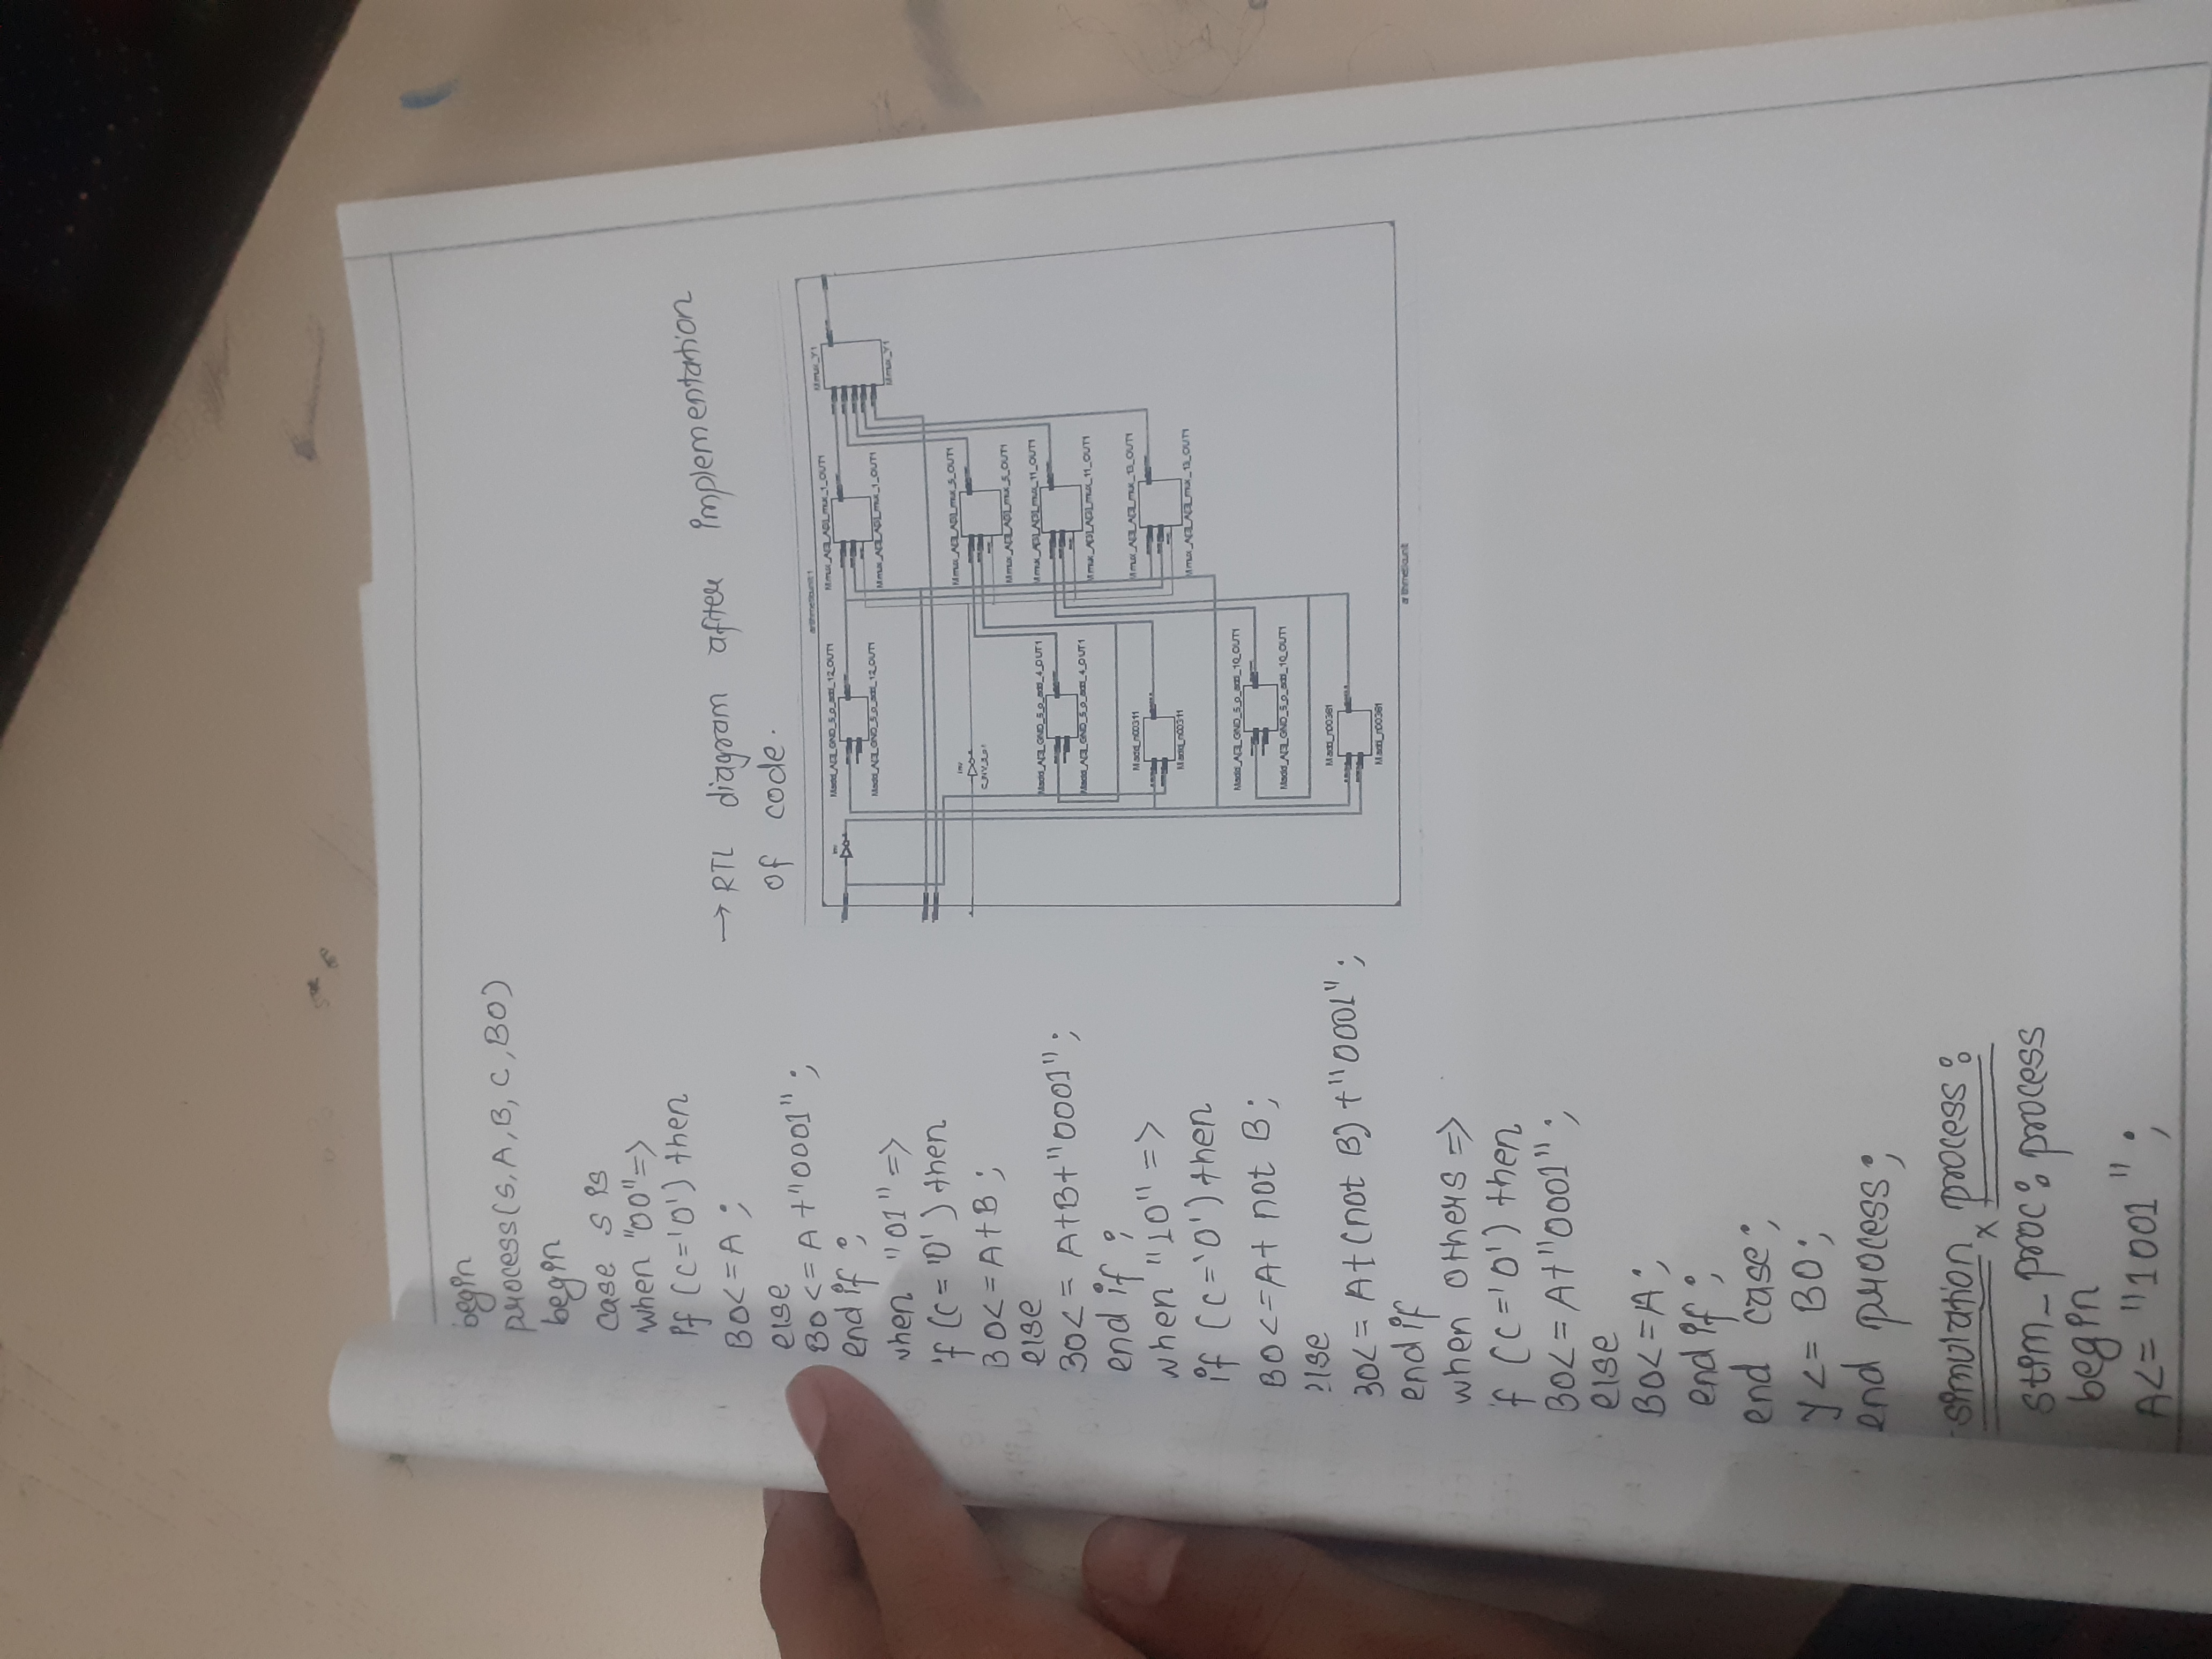 begin
process(S, A, B, C, BO)
begin
case S is
when "00"=>
if (C='0') then
BO<=A ;
else
BO<=A+"0001" ;
end if ;
when "01" =>
if (C='0') then
BO<=A+B ;
else
BO<= A+B+"0001" ;
end if ;
when "10" =>
if (C='0') then
BO<=A+ not B ;
else
BO<= A+(not B)+"0001" ;
end if
when others =>
if (C='0') then
BO<=A+"0001" ;
else
BO<=A ;
end if ;
end case ;
y<= BO ;
end process ;
simulation process :
stim_proc : process
begin
A<= "1001" ;
→ RTL diagram after implementation
of code.
arithmeticunit:1
inv
Madd_A[3]_GND_5_o_add_12_OUT1
Madd_A[3]_GND_5_o_add_12_OUT1
Mmux_A[3]_A[3]_mux_1_OUT1
Mmux_A[3]_A[3]_mux_1_OUT1
Mmux_Y1
Mmux_Y1
inv
Mmux_A[3]_A[3]_mux_5_OUT1
Mmux_A[3]_A[3]_mux_5_OUT1
Madd_A[3]_GND_5_o_add_4_OUT1
Madd_A[3]_GND_5_o_add_4_OUT1
Mmux_A[3]_A[3]_mux_11_OUT1
Mmux_A[3]_A[3]_mux_11_OUT1
Madd_n00311
Madd_n00311
Mmux_A[3]_A[3]_mux_13_OUT1
Mmux_A[3]_A[3]_mux_13_OUT1
Madd_A[3]_GND_5_o_add_10_OUT1
Madd_A[3]_GND_5_o_add_10_OUT1
Madd_n00361
Madd_n00361
arithmeticunit